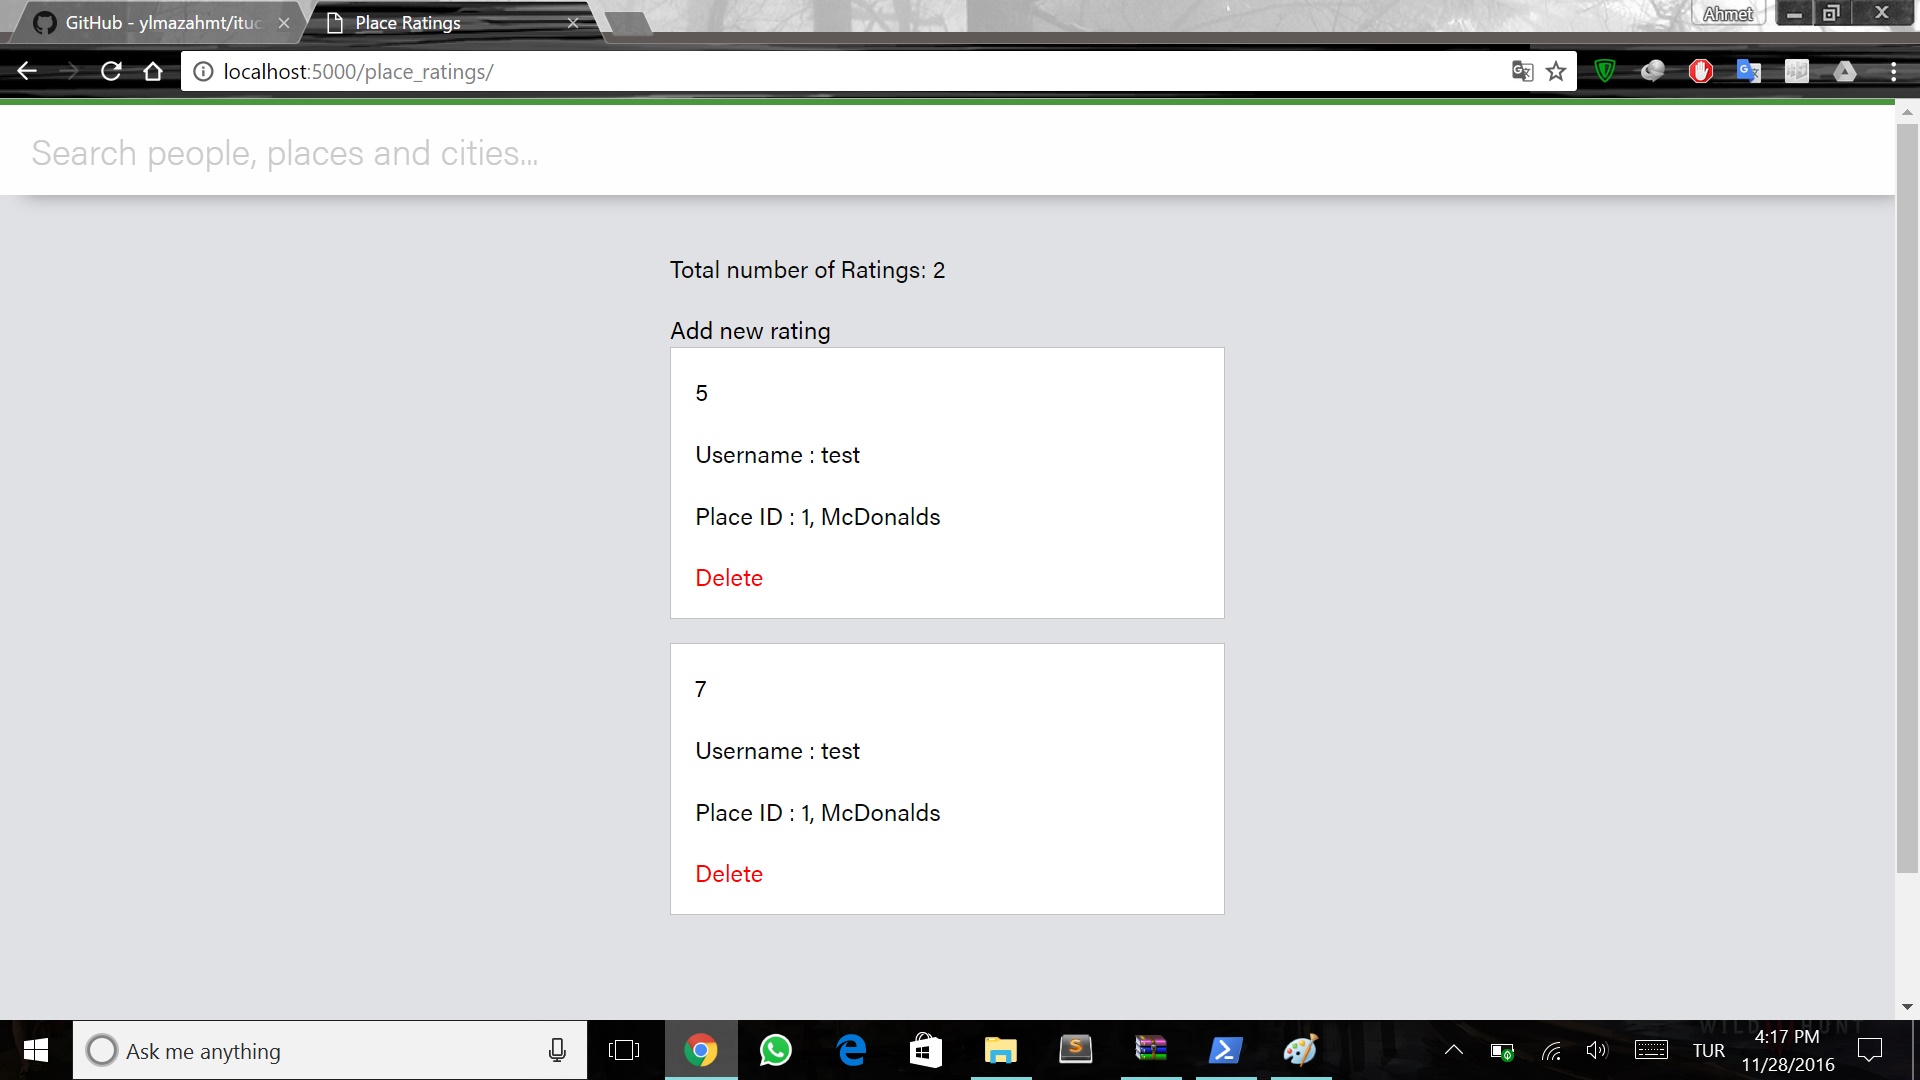 GitHub - ylmazahmt/ituc
Place Ratings
Ahmet
localhost:5000/place_ratings/
Search people, places and cities...
Total number of Ratings: 2
Add new rating
5
Username : test
Place ID : 1, McDonalds
Delete
7
Username : test
Place ID : 1, McDonalds
Delete
Ask me anything
TUR
4:17 PM
11/28/2016